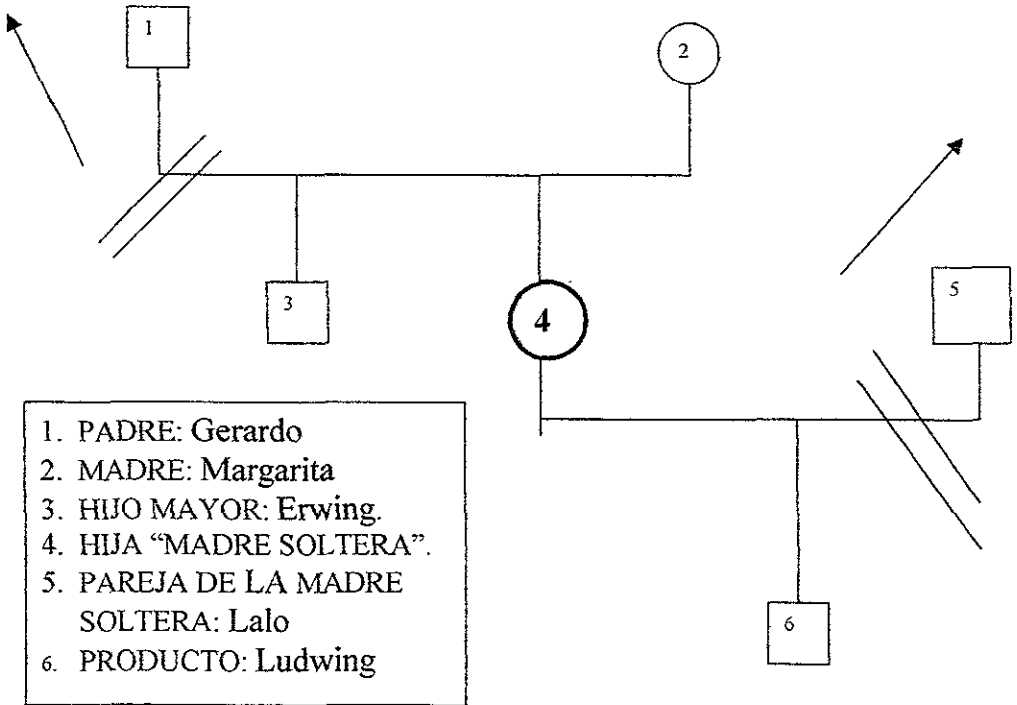 1
2
3
4
5
6
1. PADRE: Gerardo
2. MADRE: Margarita
3. HIJO MAYOR: Erwing.
4. HIJA “MADRE SOLTERA”.
5. PAREJA DE LA MADRE
SOLTERA: Lalo
6. PRODUCTO: Ludwing